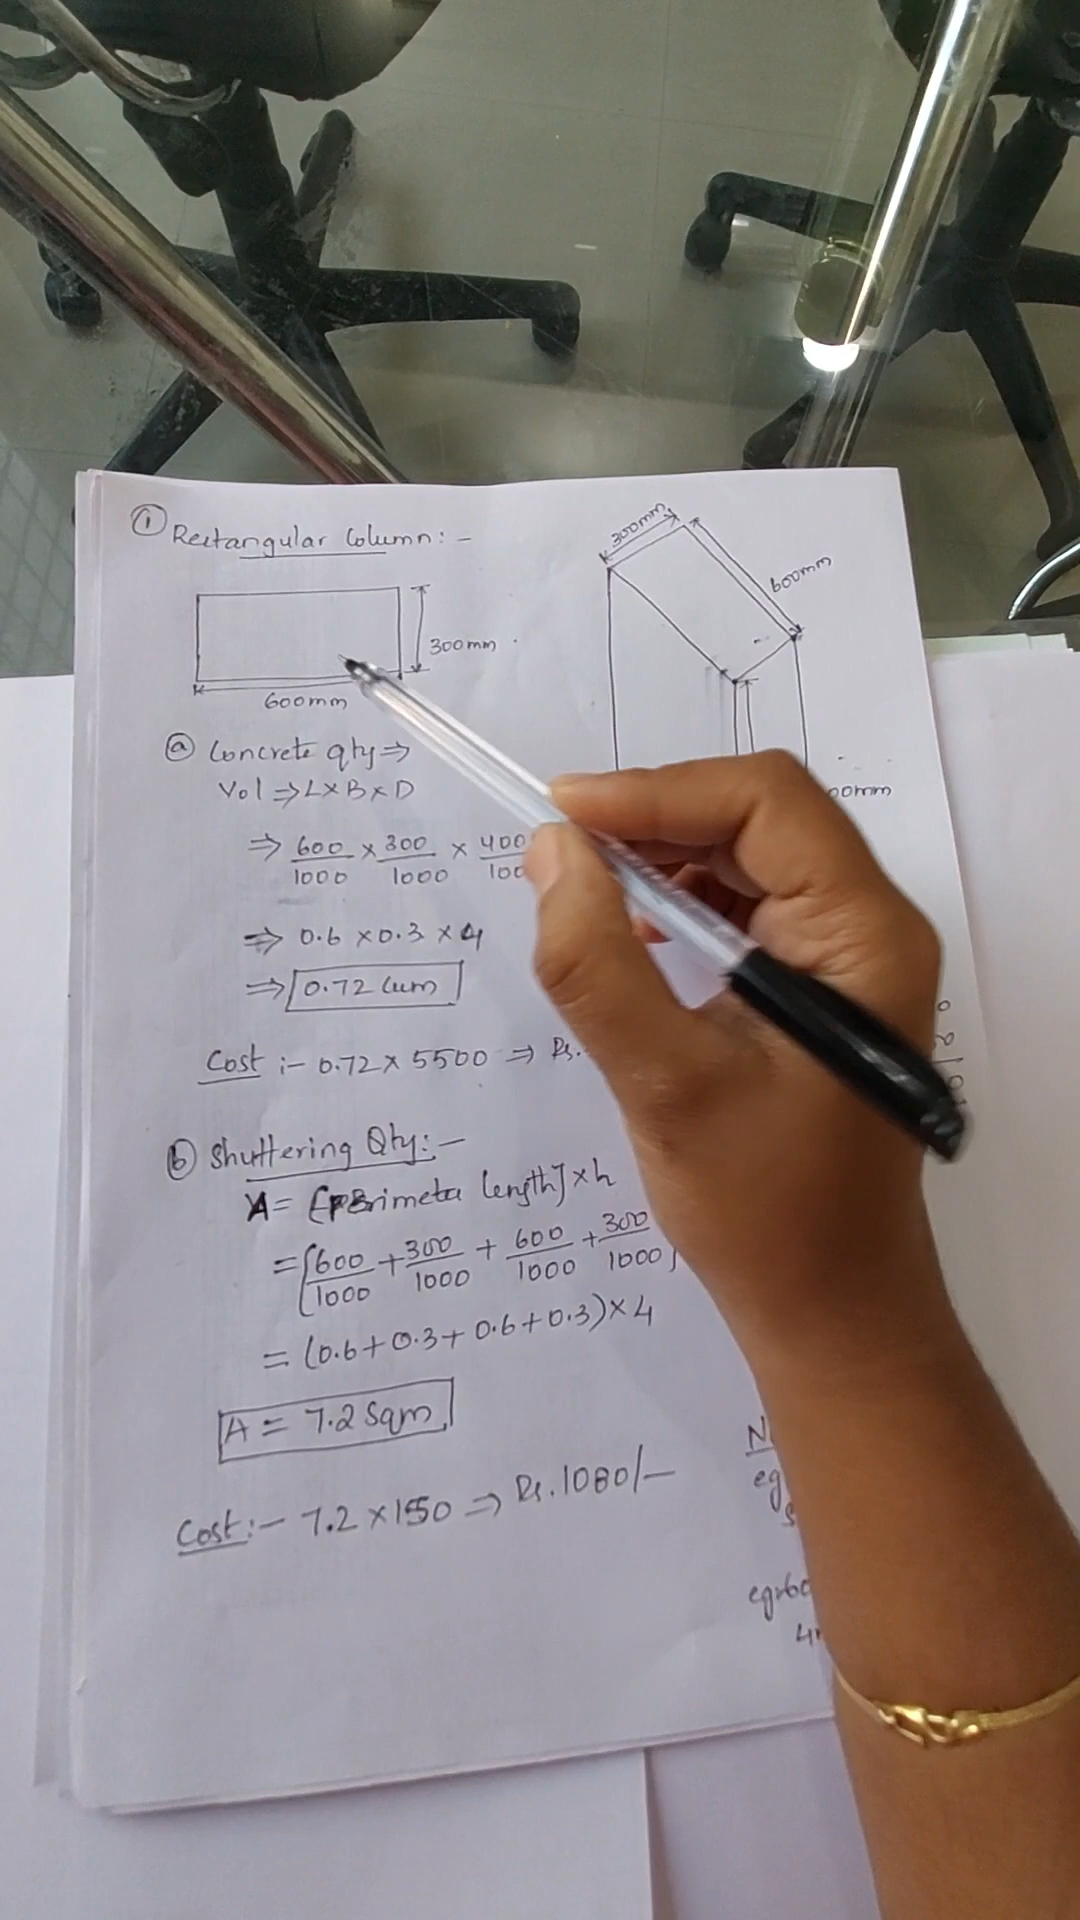 ① Rectangular Column:-
300mm
600mm
300mm
600mm
00mm
ⓐ Concrete qty ⇒
Vol ⇒ L×B×D
⇒ 600/1000 × 300/1000 × 400
⇒ 0.6 × 0.3 × 4
⇒ 0.72 Cum
Cost :- 0.72 × 5500 ⇒ Rs.
ⓑ Shuttering Qty:-
A = [Perimeter length] × h
= [600/1000 + 300/1000 + 600/1000 + 300/1000]
= (0.6+0.3+0.6+0.3) × 4
A = 7.2 Sqm
Cost:- 7.2 × 150 ⇒ Rs. 1080/-
eg